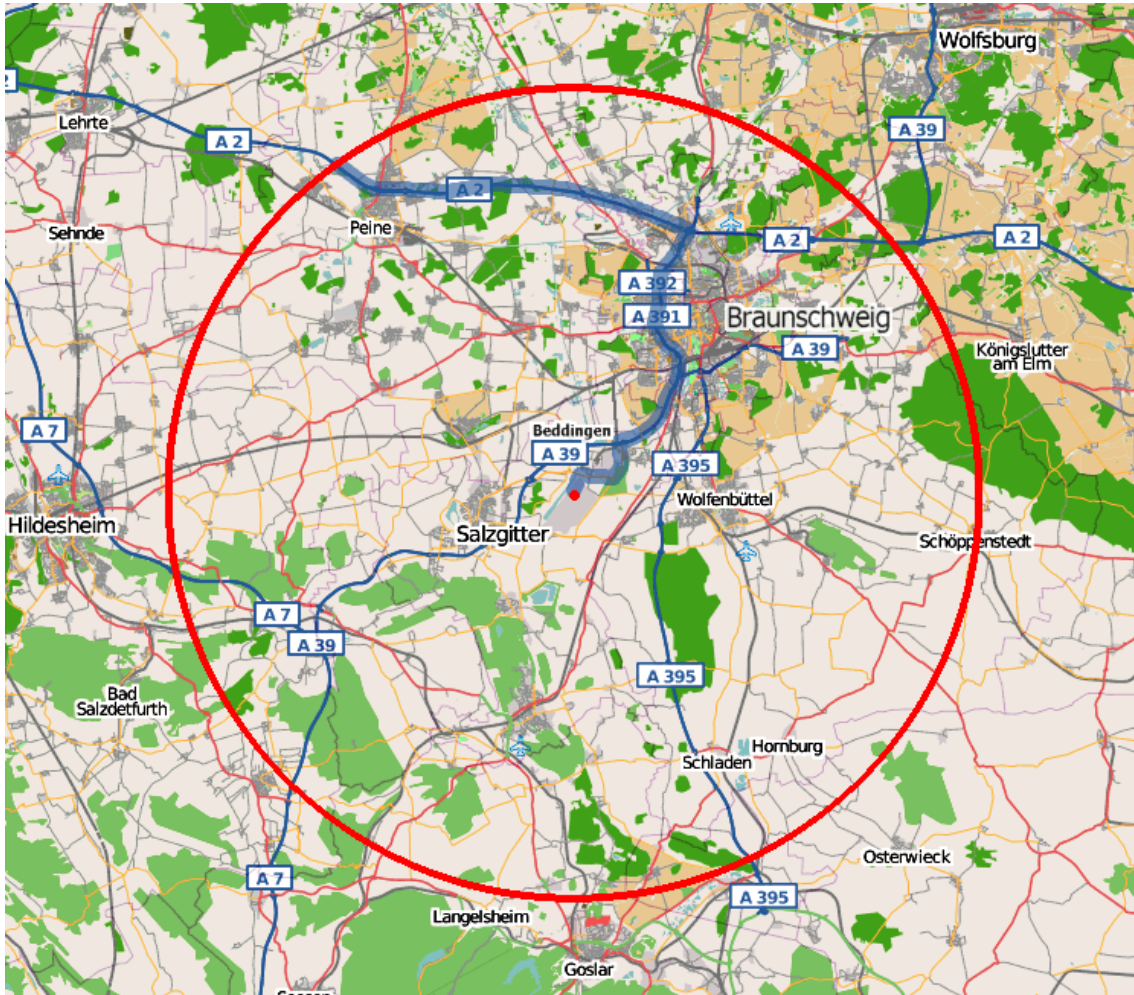 Wolfsburg
Lehrte
A 2
A 39
Peine
Sehnde
A 2
A 2
A 2
A 392
A 391
Braunschweig
A 39
Königslutter
am Elm
A 7
Beddingen
A 39
A 395
Wolfenbüttel
Hildesheim
Salzgitter
Schöppenstedt
A 7
A 39
A 395
Bad
Salzdetfurth
Hornburg
Schladen
Osterwieck
A 7
A 395
Langelsheim
Goslar